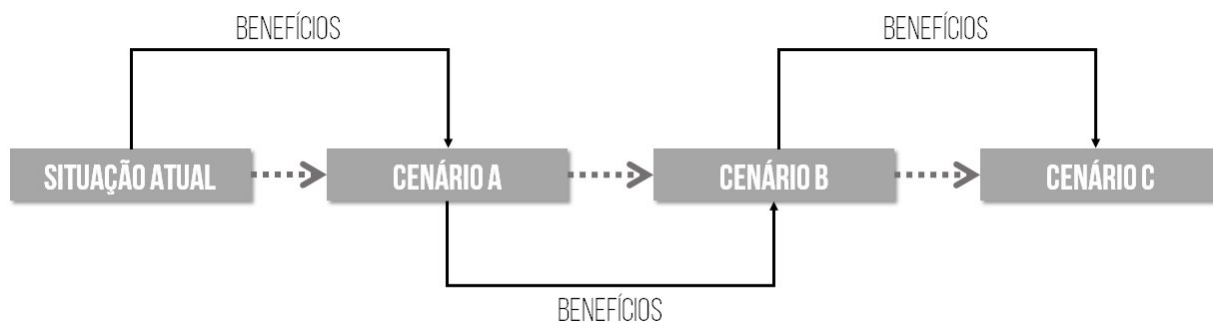 BENEFÍCIOS
BENEFÍCIOS
SITUAÇÃO ATUAL
CENÁRIO A
CENÁRIO B
CENÁRIO C
BENEFÍCIOS